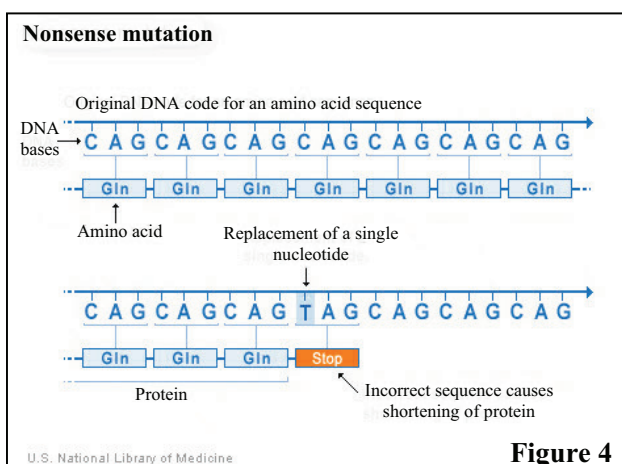 Nonsense mutation
Original DNA code for an amino acid sequence
DNA
bases
C A G C A G C A G C A G C A G C A G C A G
Gln Gln Gln Gln Gln Gln Gln
Amino acid
Replacement of a single
nucleotide
C A G C A G C A G T A G C A G C A G C A G
Gln Gln Gln Stop
Protein
Incorrect sequence causes
shortening of protein
U.S. National Library of Medicine
Figure 4